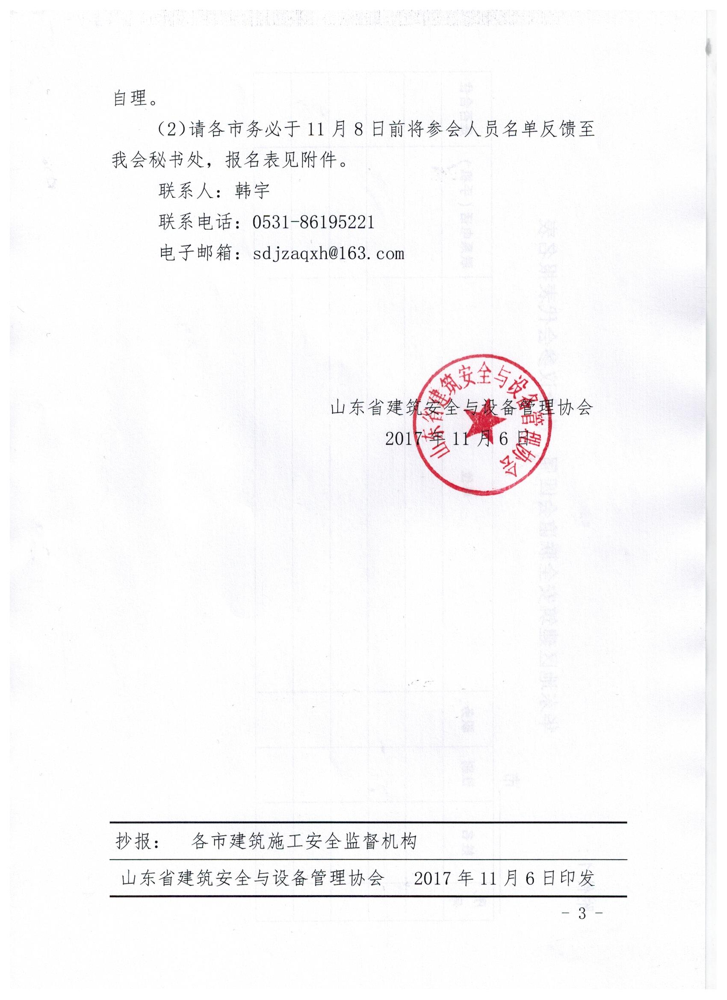 自理。
(2)请各市务必于 11 月 8 日前将参会人员名单反馈至
我会秘书处，报名表见附件。
联系人：韩宇
联系电话：0531-86195221
电子邮箱：sdjzaqxh@163.com
山东省建筑安全与设备管理协会
2017 年 11 月 6 日
山东省建筑安全与设备管理协会
抄报： 各市建筑施工安全监督机构
山东省建筑安全与设备管理协会 2017 年 11 月 6 日印发
- 3 -